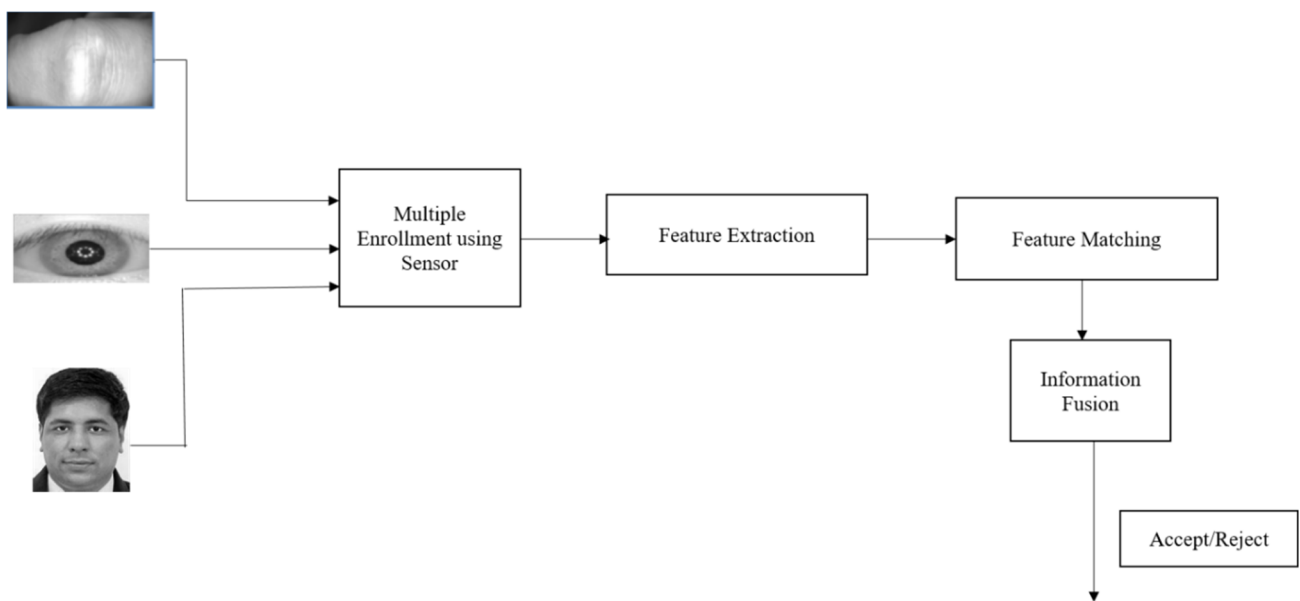 Multiple
Enrollment using
Sensor
Feature Extraction
Feature Matching
Information
Fusion
Accept/Reject